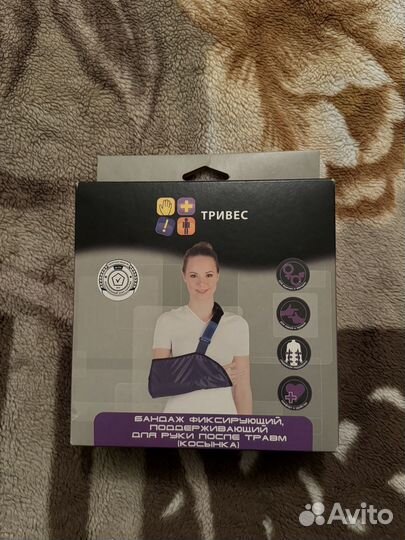 ТРИВЕС
БАНДАЖ ФИКСИРУЮЩИЙ,
ПОДДЕРЖИВАЮЩИЙ
ДЛЯ РУКИ ПОСЛЕ ТРАВМ
(КОСЫНКА)
Avito